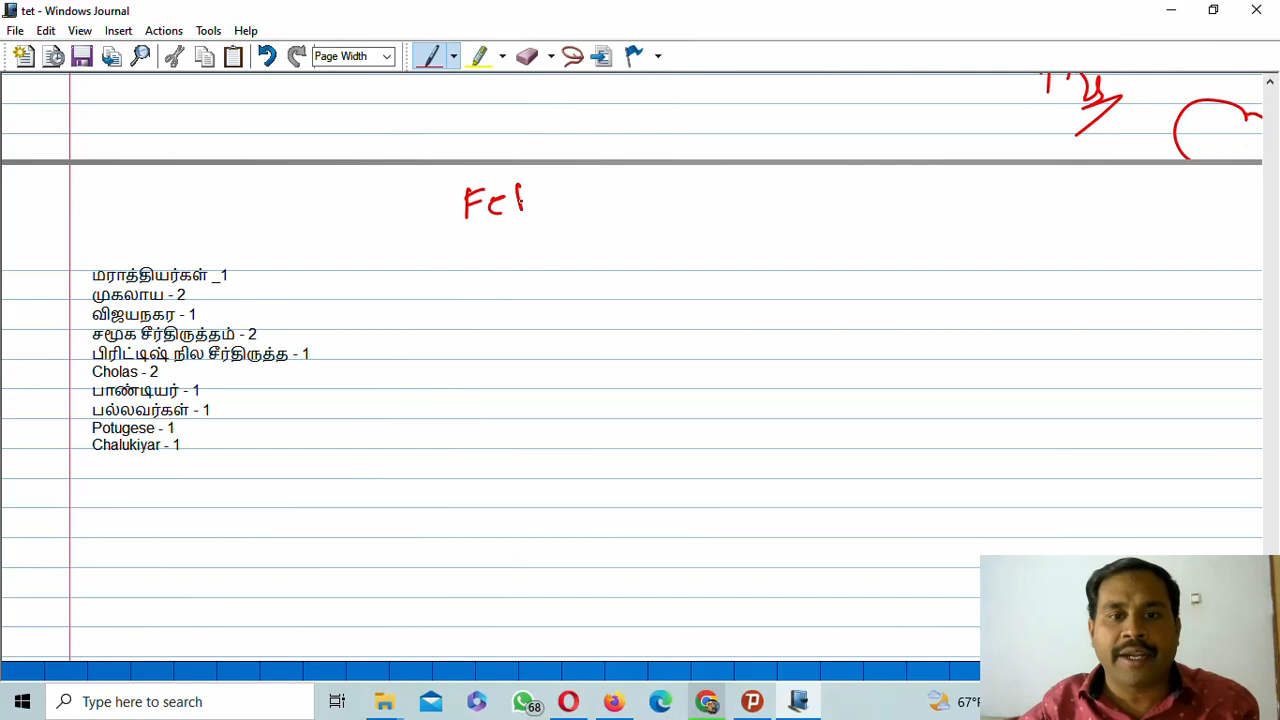 tet - Windows Journal
File Edit View Insert Actions Tools Help
Page Width
மராத்தியர்கள் _1
முகலாய - 2
விஜயநகர - 1
சமூக சீர்திருத்தம் - 2
பிரிட்டிஷ் நில சீர்திருத்த - 1
Cholas - 2
பாண்டியர் - 1
பல்லவர்கள் - 1
Potugese - 1
Chalukiyar - 1
Type here to search
68
67°F